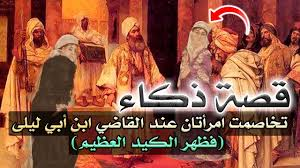 قصة ذكاء
تخاصمت امرأتان عند القاضي ابن أبي ليلى
(فظهر الكيد العظيم)